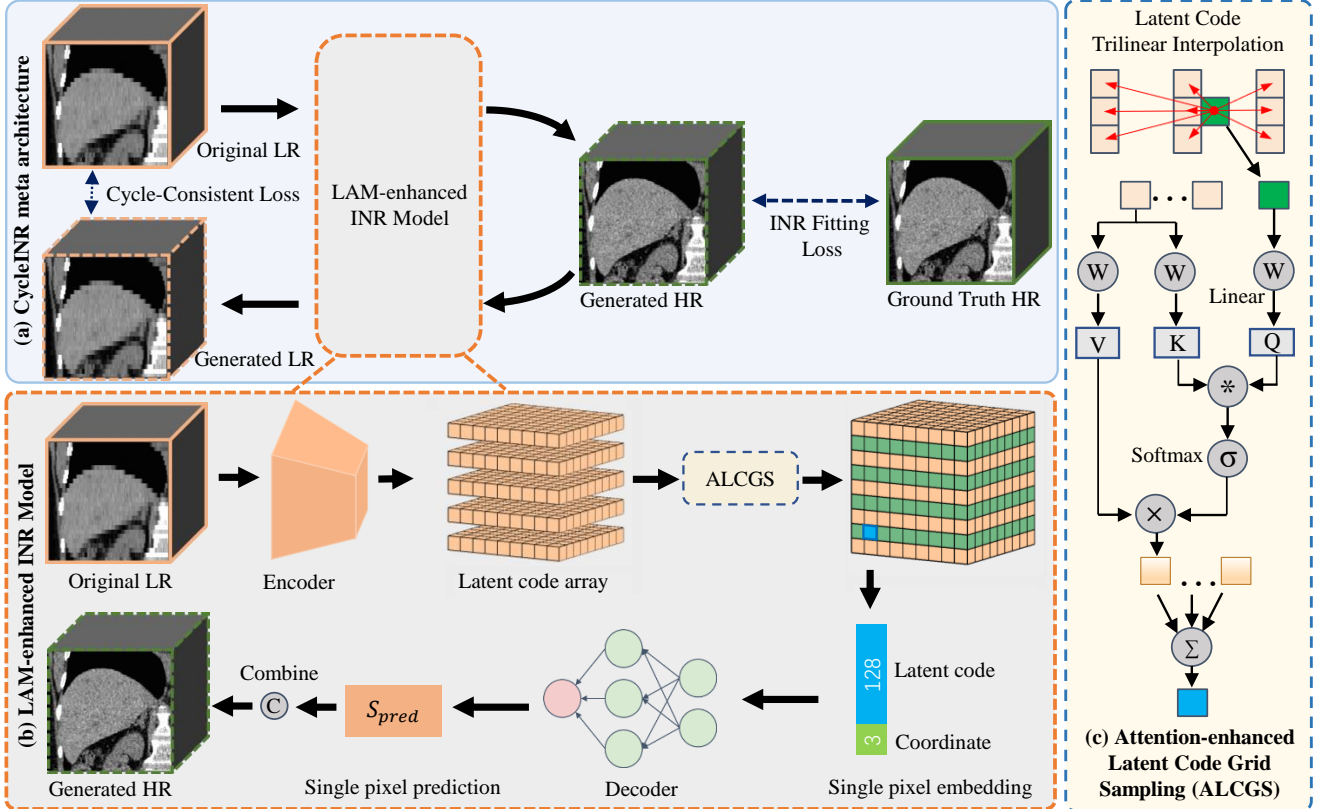 (a) CycleINR meta architecture
Original LR
Cycle-Consistent Loss
Generated LR
LAM-enhanced
INR Model
Generated HR
INR Fitting
Loss
Ground Truth HR
(b) LAM-enhanced INR Model
Original LR
Encoder
Latent code array
ALCGS
128
Latent code
3
Coordinate
Single pixel embedding
Decoder
S_pred
Single pixel prediction
Combine
C
Generated HR
Latent Code
Trilinear Interpolation
W
W
W
Linear
V
K
Q
*
Softmax
σ
×
Σ
(c) Attention-enhanced
Latent Code Grid
Sampling (ALCGS)